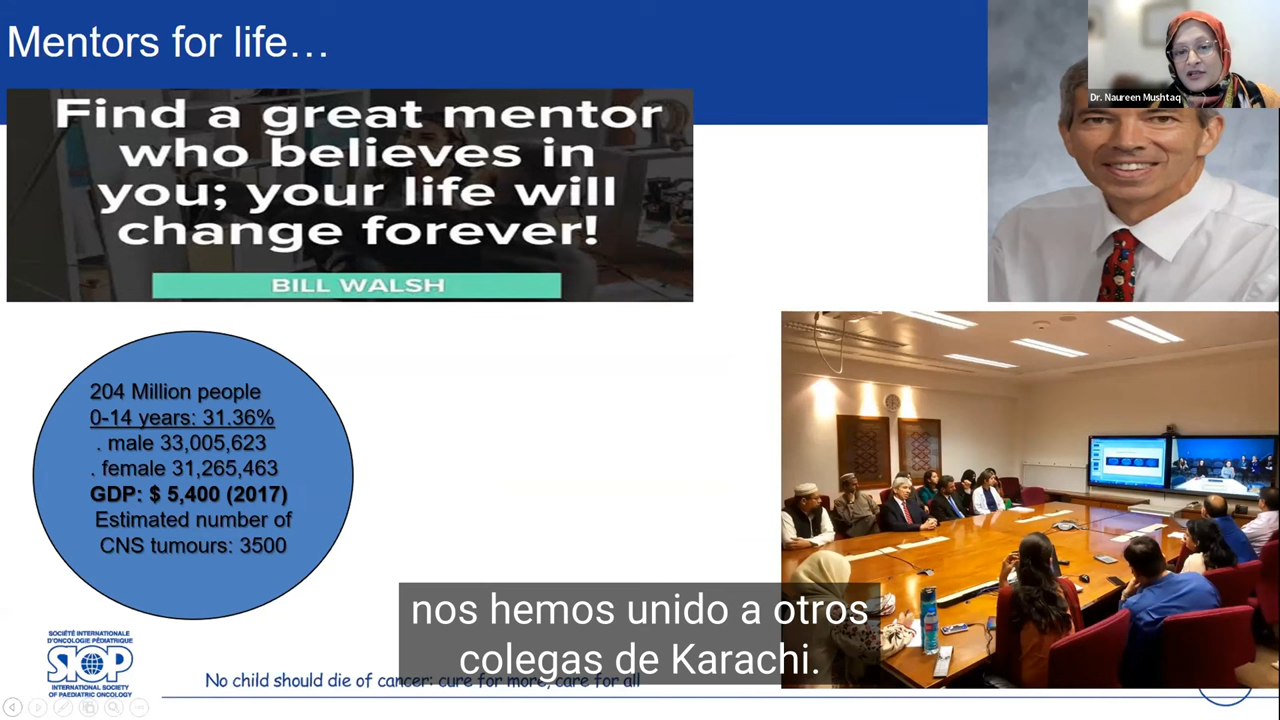 Mentors for life…
Dr. Naureen Mushtaq
Find a great mentor
who believes in
you; your life will
change forever!
BILL WALSH
204 Million people
0-14 years: 31.36%
. male 33,005,623
. female 31,265,463
GDP: $ 5,400 (2017)
Estimated number of
CNS tumours: 3500
nos hemos unido a otros
colegas de Karachi.
SOCIÉTÉ INTERNATIONALE
D'ONCOLOGIE PÉDIATRIQUE
SIOP
INTERNATIONAL SOCIETY
OF PAEDIATRIC ONCOLOGY
No child should die of cancer: cure for more, care for all